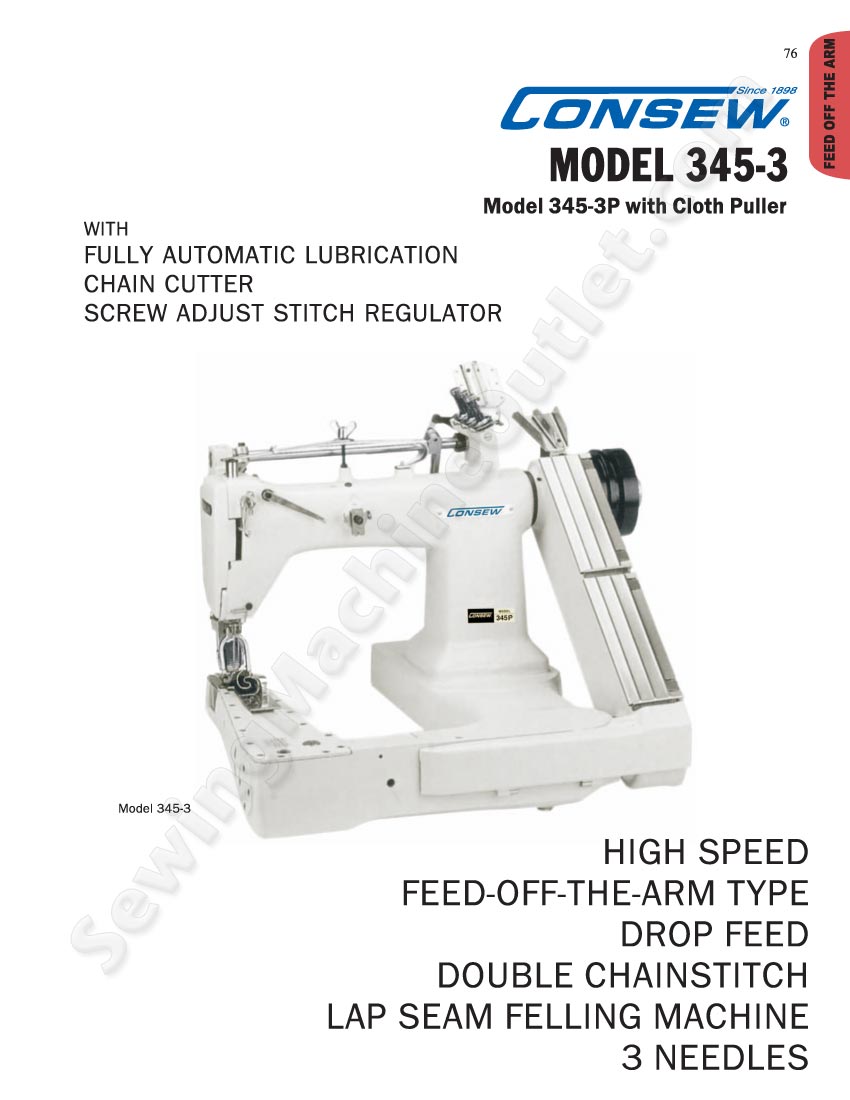 76
FEED OFF THE ARM
Since 1898
CONSEW®
MODEL 345-3
Model 345-3P with Cloth Puller
WITH
FULLY AUTOMATIC LUBRICATION
CHAIN CUTTER
SCREW ADJUST STITCH REGULATOR
CONSEW
CONSEW
MODEL
345P
Model 345-3
SewingMachineOutlet.com
HIGH SPEED
FEED-OFF-THE-ARM TYPE
DROP FEED
DOUBLE CHAINSTITCH
LAP SEAM FELLING MACHINE
3 NEEDLES